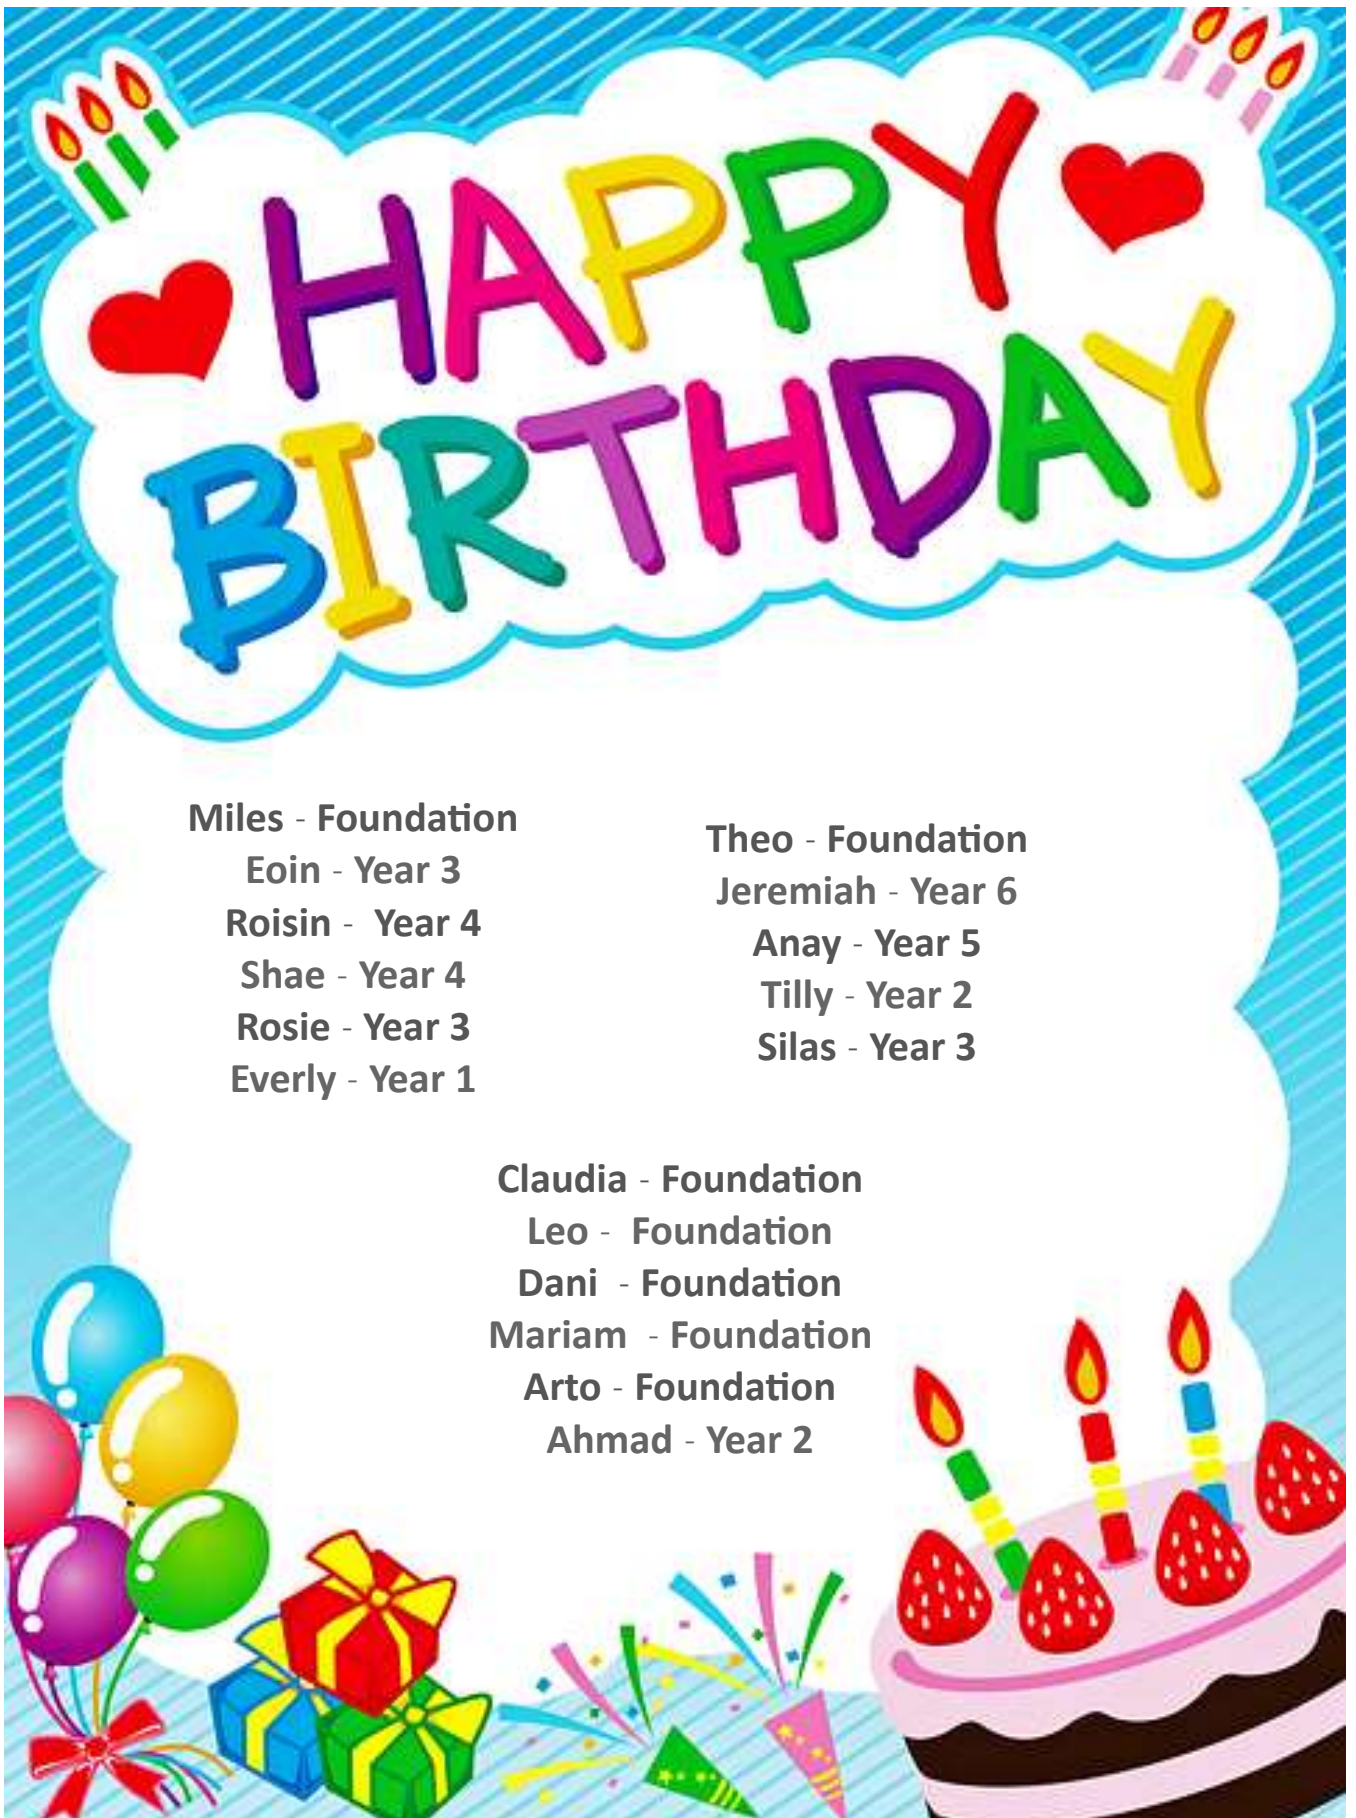 HAPPY
BIRTHDAY
Miles - Foundation
Eoin - Year 3
Roisin - Year 4
Shae - Year 4
Rosie - Year 3
Everly - Year 1
Theo - Foundation
Jeremiah - Year 6
Anay - Year 5
Tilly - Year 2
Silas - Year 3
Claudia - Foundation
Leo - Foundation
Dani - Foundation
Mariam - Foundation
Arto - Foundation
Ahmad - Year 2